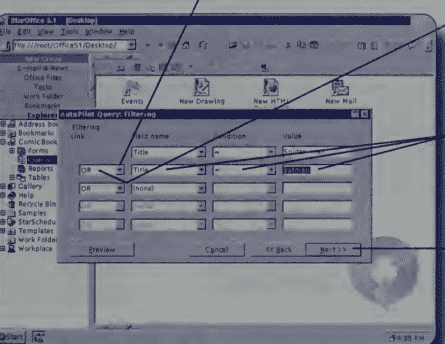 StarOffice 5.1 [Desktop]
File Edit View Tools Window Help
file:///root/Office51/Desktop/
New Group
E-mail & News
Office Files
Tasks
Work Folder
Bookmarks
Explorer
Address boo
Bookmarks
ComicBook
Forms
Query
Reports
Tables
Gallery
Help
Recycle Bin
Samples
StarSchedu
Templates
Work Folder
Workplace
Events
New Drawing
New HTML
New Mail
AutoPilot Query: Filtering
Filtering
Link
Field name
Condition
Value
Title
=
OR
Title
=
Batman
OR
(none)
Preview
Cancel
<< Back
Next >>
Start
4:35 PM